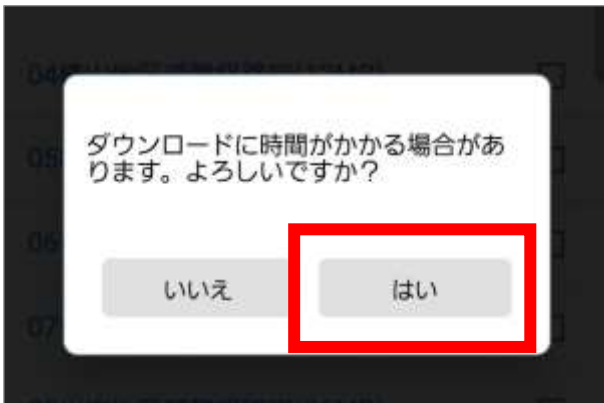 ダウンロードに時間がかかる場合があ
ります。よろしいですか？
いいえ
はい